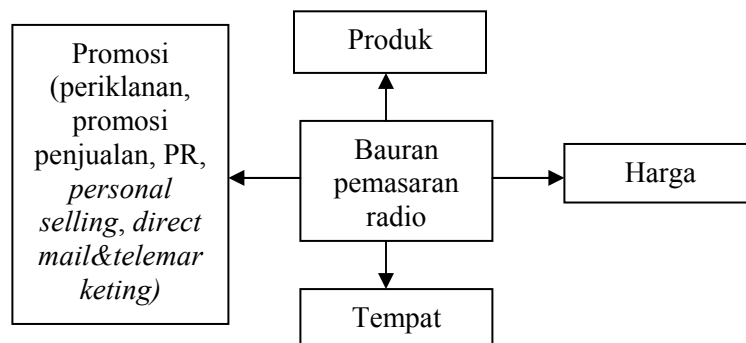 Produk
Promosi
(periklanan,
promosi
penjualan, PR,
personal
selling, direct
mail&telemar
keting)
Bauran
pemasaran
radio
Harga
Tempat